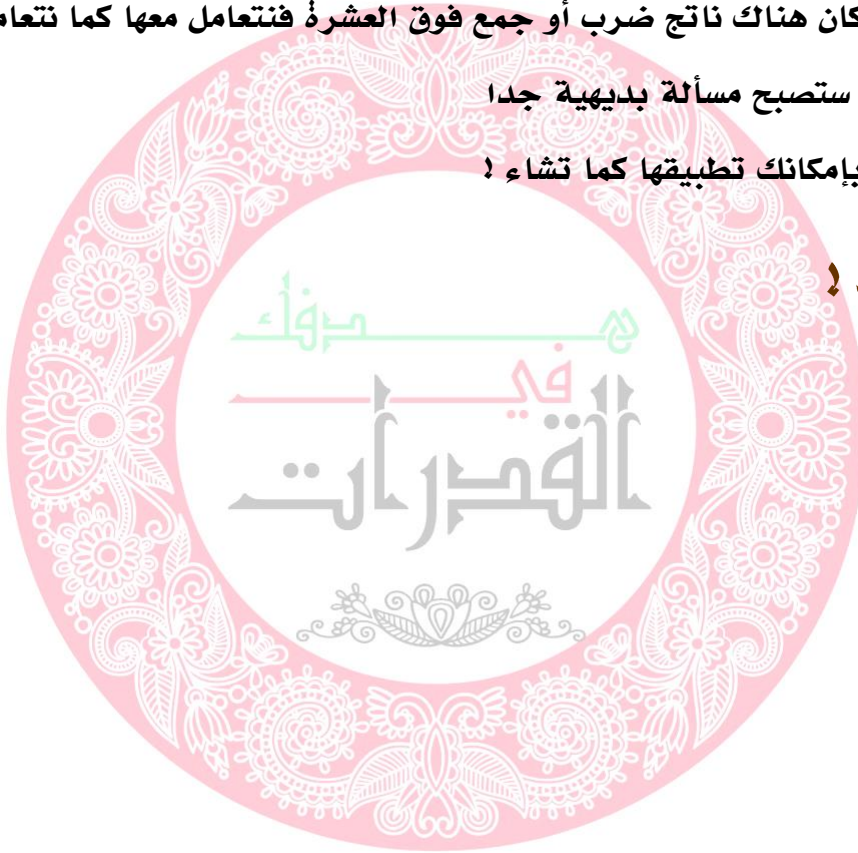 كان هناك ناتج ضرب أو جمع فوق العشرة فنتعامل معها كما
ستصبح مسألة بديهية جدا
بإمكانك تطبيقها كما تشاء !
!
هدفك
في
القدرات